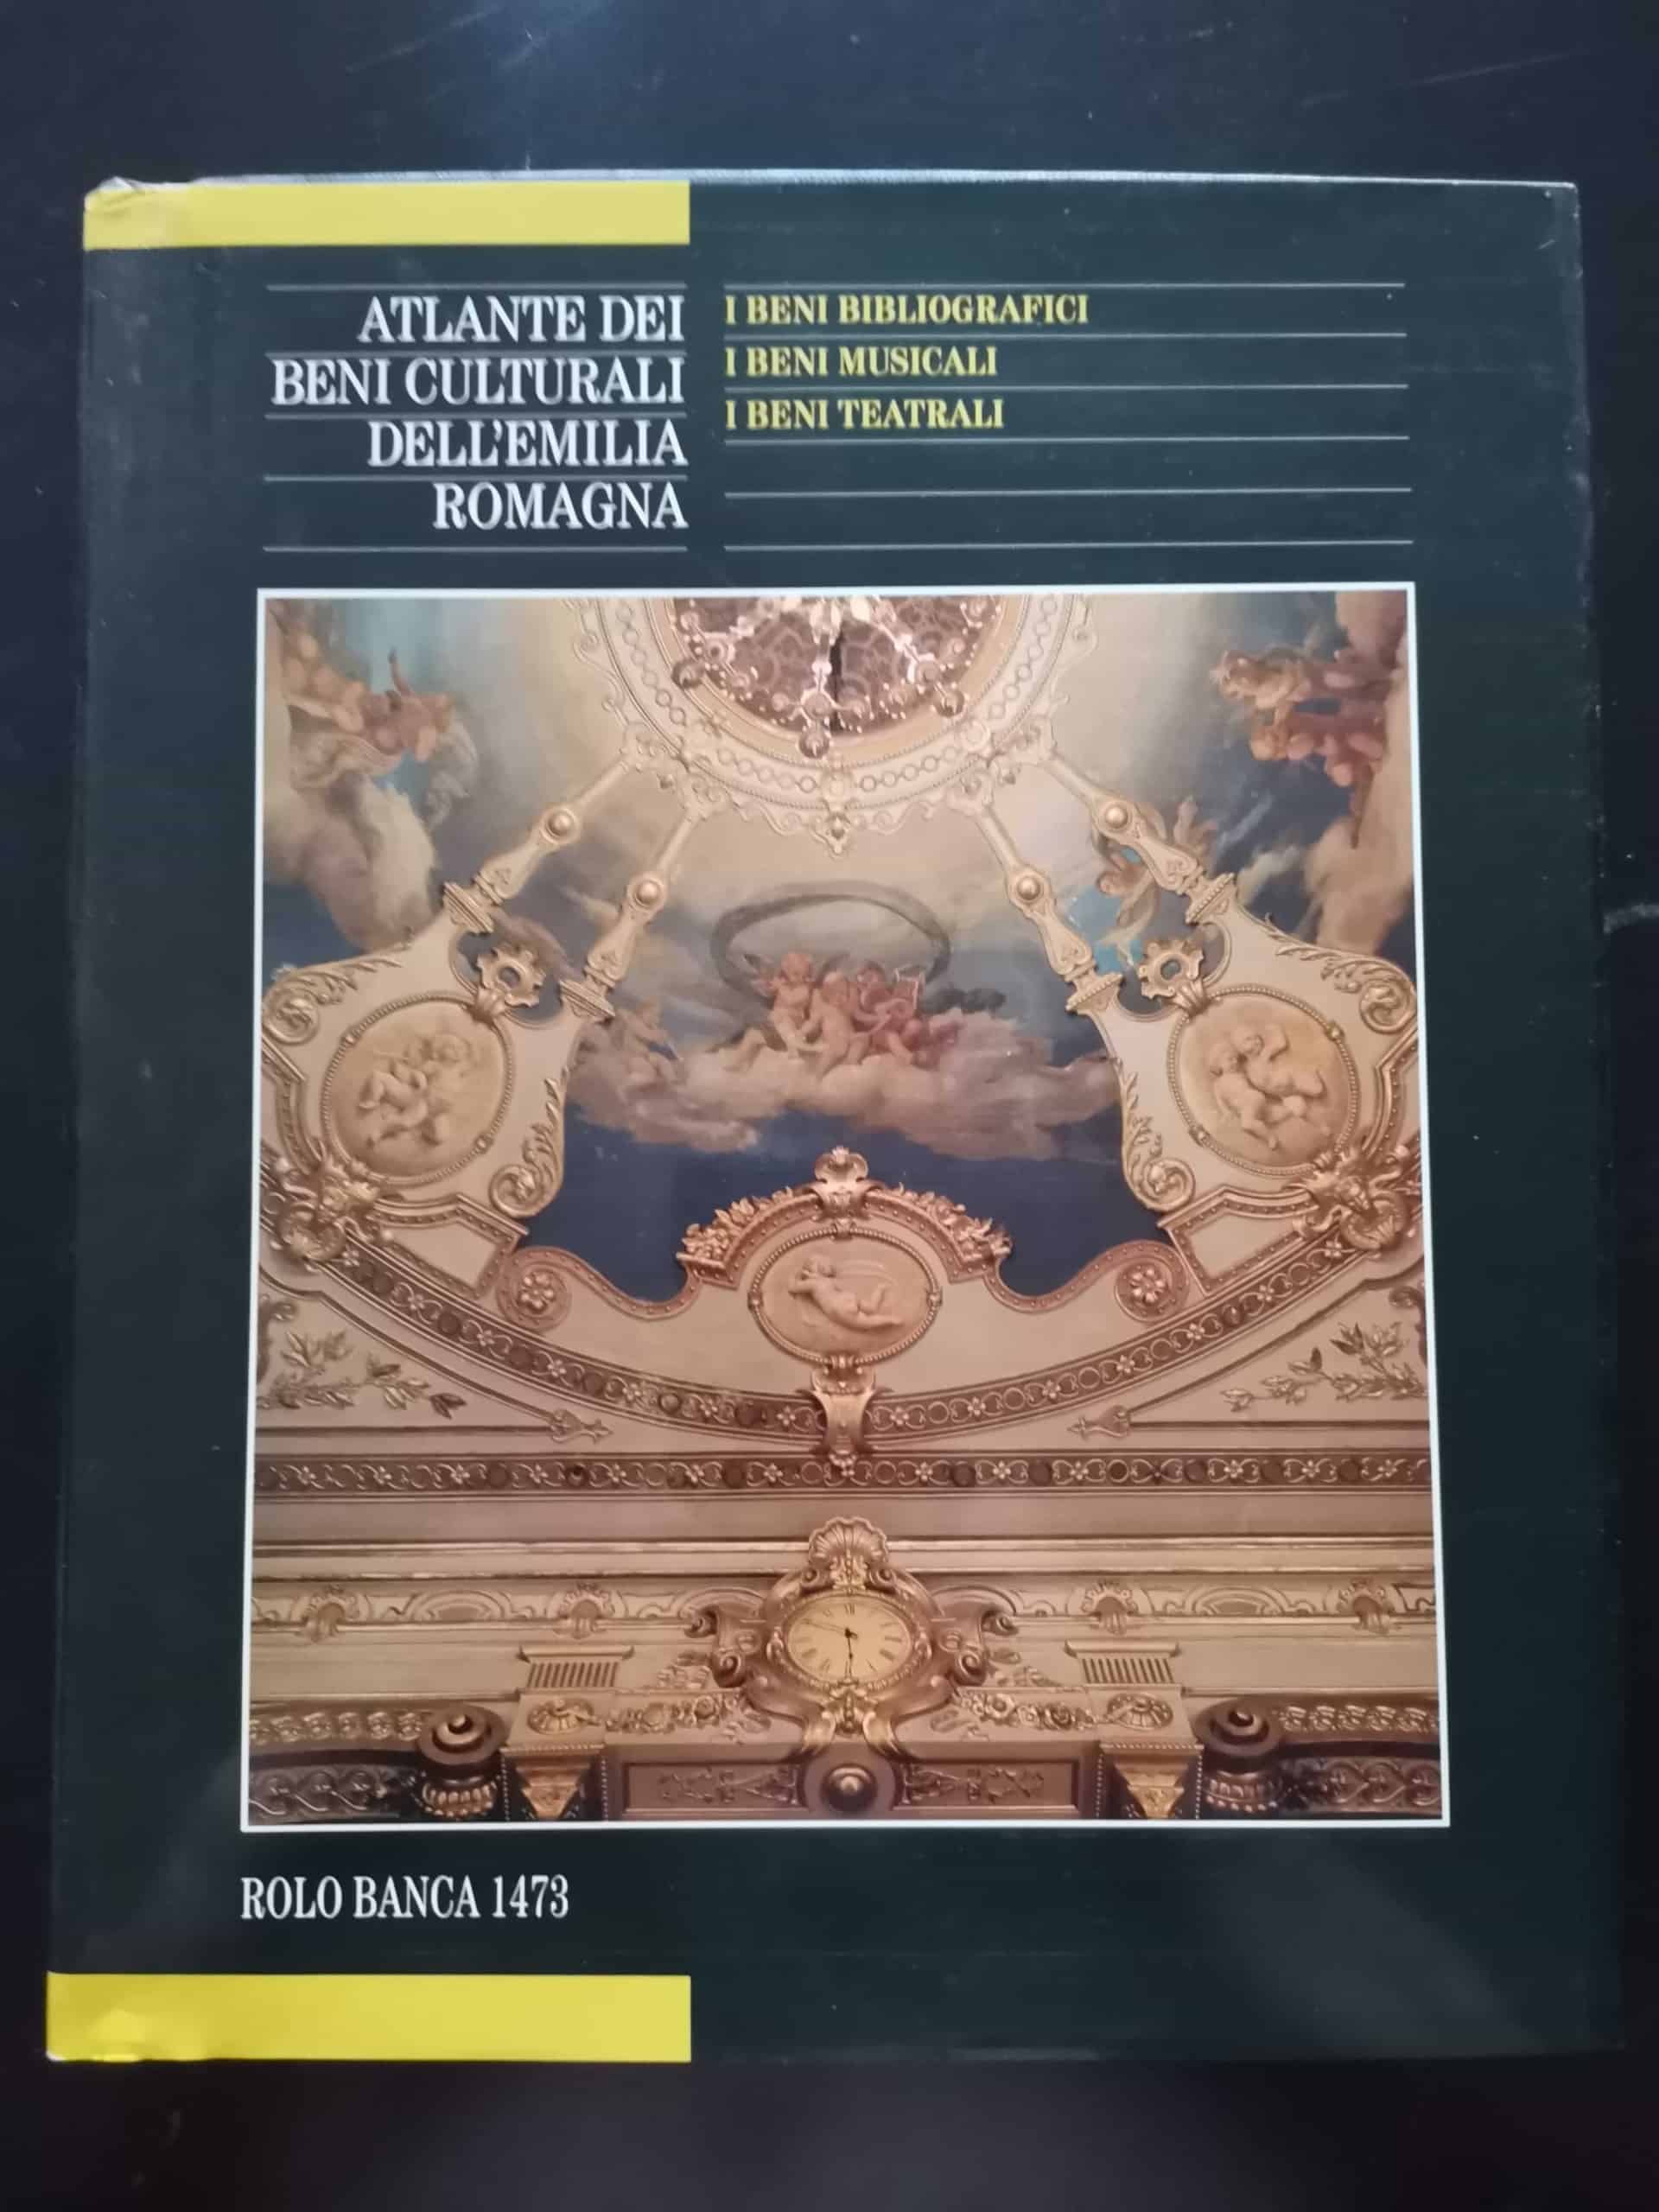 ATLANTE DEI
BENI CULTURALI
DELL'EMILIA
ROMAGNA
I BENI BIBLIOGRAFICI
I BENI MUSICALI
I BENI TEATRALI
ROLO BANCA 1473